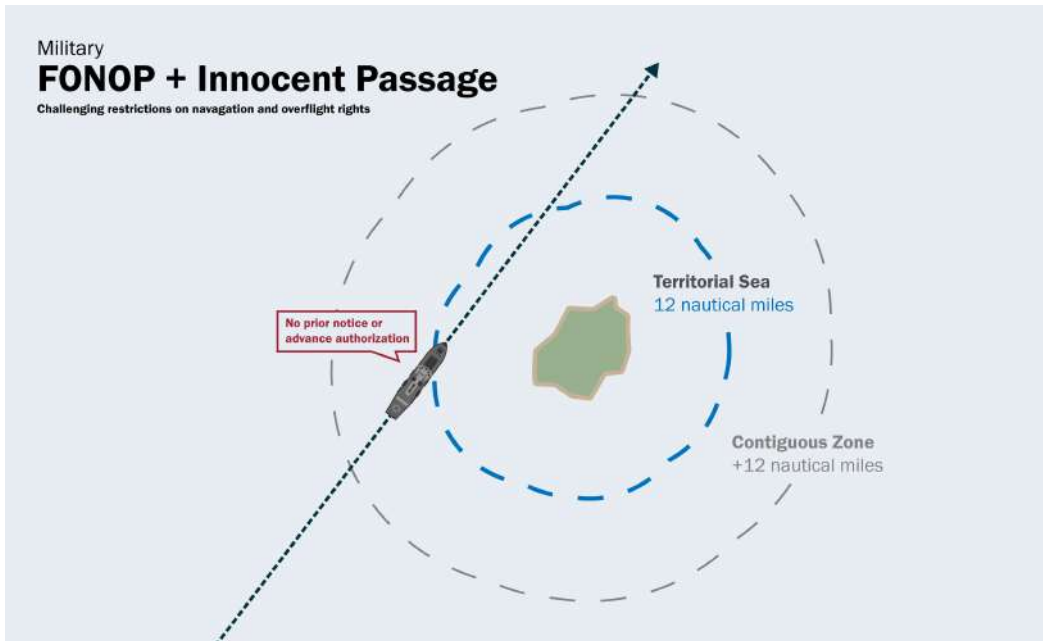 Military
FONOP + Innocent Passage
Challenging restrictions on navagation and overflight rights
No prior notice or
advance authorization
Territorial Sea
12 nautical miles
Contiguous Zone
+12 nautical miles